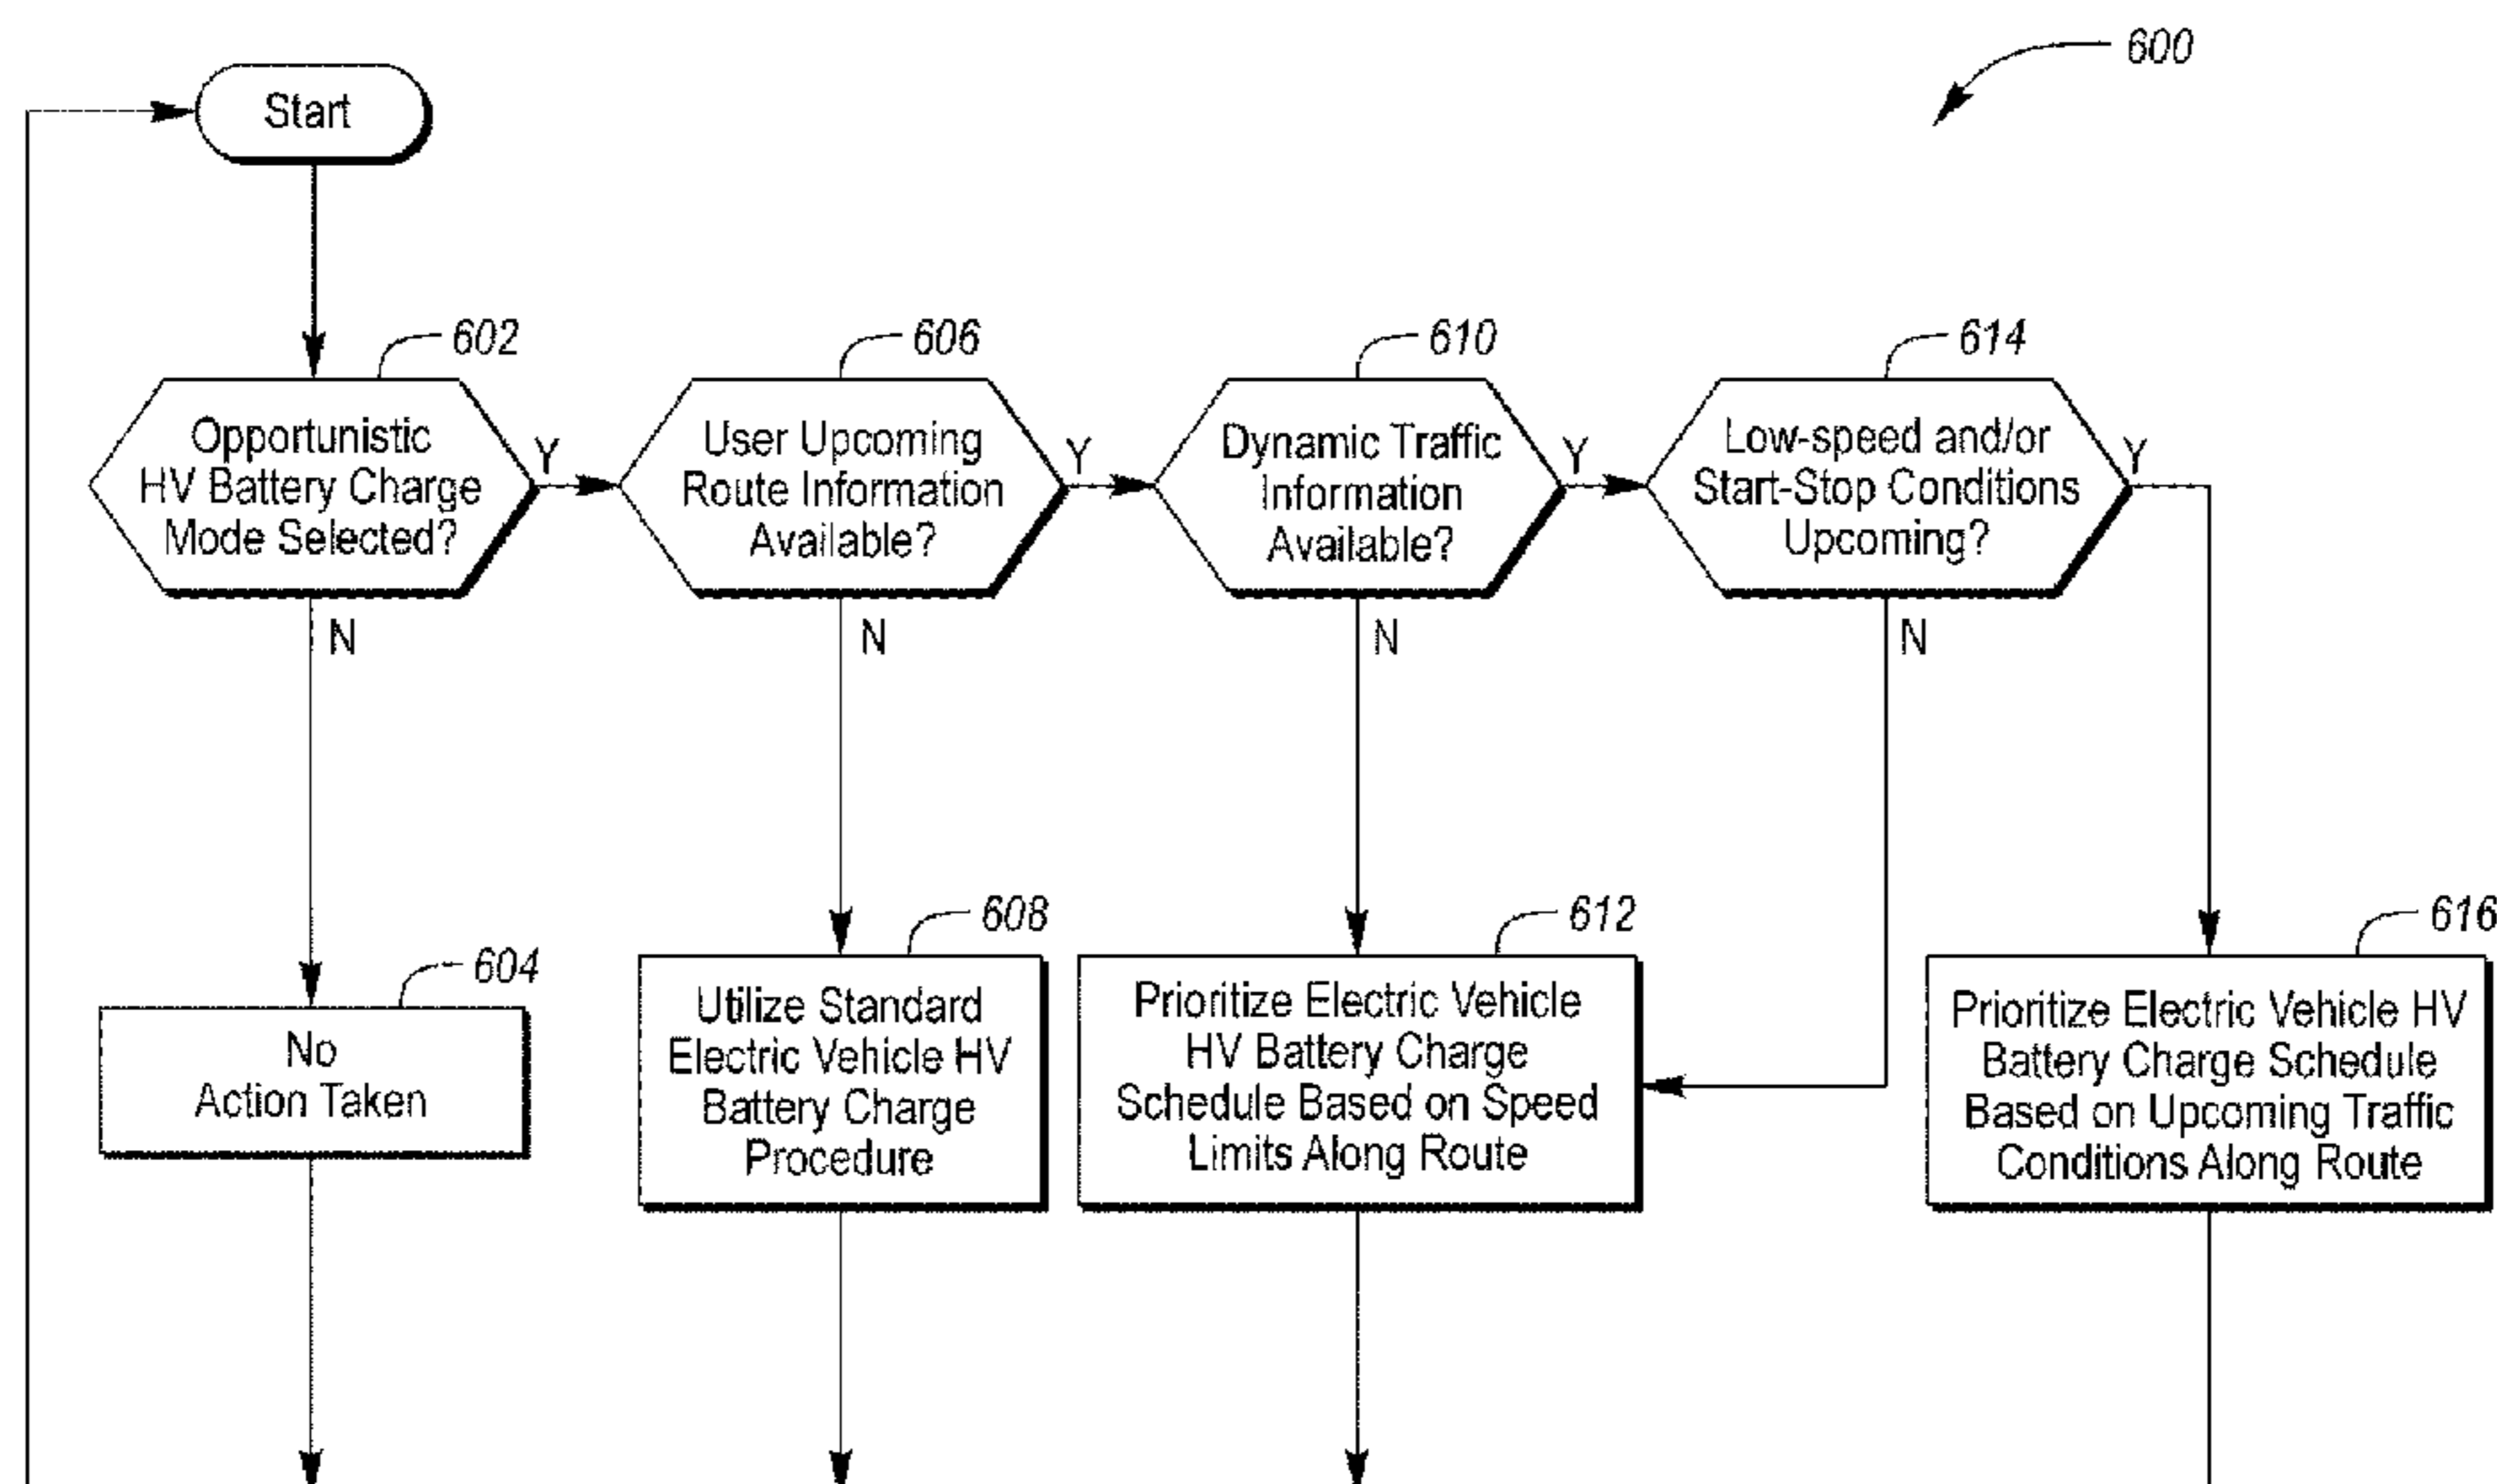 600
Start
602
Opportunistic
HV Battery Charge
Mode Selected?
Y
N
606
User Upcoming
Route Information
Available?
Y
N
610
Dynamic Traffic
Information
Available?
Y
N
614
Low-speed and/or
Start-Stop Conditions
Upcoming?
Y
N
604
No
Action Taken
608
Utilize Standard
Electric Vehicle HV
Battery Charge
Procedure
612
Prioritize Electric Vehicle
HV Battery Charge
Schedule Based on Speed
Limits Along Route
616
Prioritize Electric Vehicle HV
Battery Charge Schedule
Based on Upcoming Traffic
Conditions Along Route